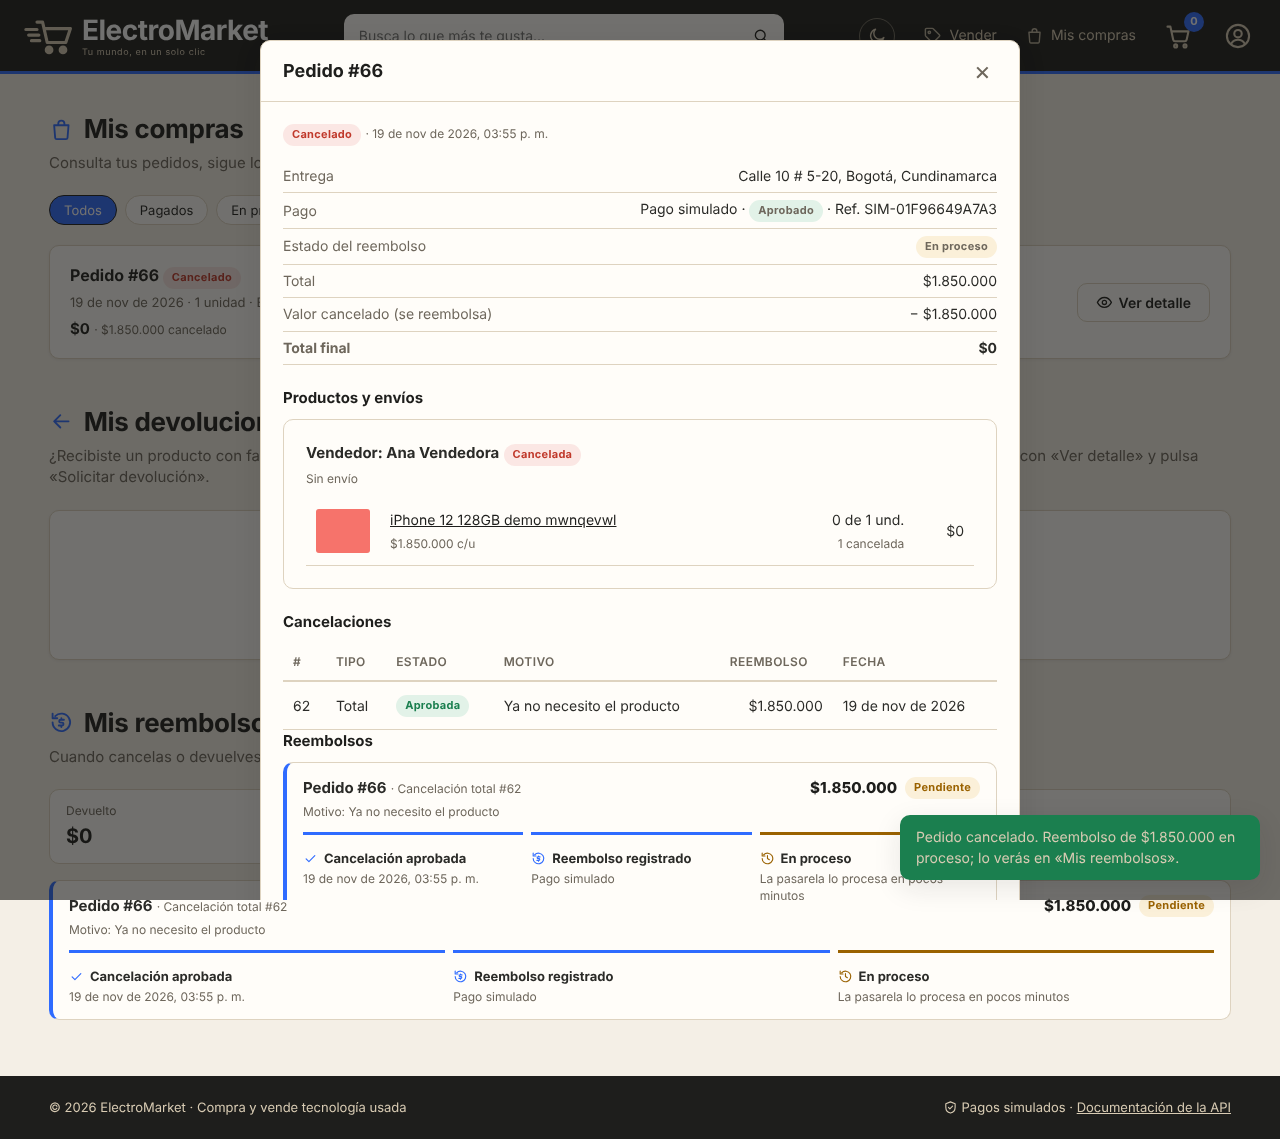 ElectroMarket
Tu mundo, en un solo clic
Busca lo que más te gusta...
Vender
Mis compras
0
Mis compras
Consulta tus pedidos, sigue lo
Todos
Pagados
En p
Pedido #66 Cancelado
19 de nov de 2026 · 1 unidad ·
$0 · $1.850.000 cancelado
Ver detalle
Mis devolucion
¿Recibiste un producto con fa
con «Ver detalle» y pulsa
«Solicitar devolución».
Mis reembolso
Cuando cancelas o devuelves
Devuelto
$0
Pedido #66
Cancelado · 19 de nov de 2026, 03:55 p. m.
Entrega Calle 10 # 5-20, Bogotá, Cundinamarca
Pago Pago simulado · Aprobado · Ref. SIM-01F96649A7A3
Estado del reembolso En proceso
Total $1.850.000
Valor cancelado (se reembolsa) − $1.850.000
Total final $0
Productos y envíos
Vendedor: Ana Vendedora Cancelada
Sin envío
iPhone 12 128GB demo mwnqevwl 0 de 1 und. $0
$1.850.000 c/u 1 cancelada
Cancelaciones
# TIPO ESTADO MOTIVO REEMBOLSO FECHA
62 Total Aprobada Ya no necesito el producto $1.850.000 19 de nov de 2026
Reembolsos
Pedido #66 · Cancelación total #62 $1.850.000 Pendiente
Motivo: Ya no necesito el producto
Cancelación aprobada Reembolso registrado En proceso
19 de nov de 2026, 03:55 p. m. Pago simulado La pasarela lo procesa en pocos
minutos
Pedido cancelado. Reembolso de $1.850.000 en
proceso; lo verás en «Mis reembolsos».
Pedido #66 · Cancelación total #62 $1.850.000 Pendiente
Motivo: Ya no necesito el producto
Cancelación aprobada Reembolso registrado En proceso
19 de nov de 2026, 03:55 p. m. Pago simulado La pasarela lo procesa en pocos minutos
© 2026 ElectroMarket · Compra y vende tecnología usada
Pagos simulados · Documentación de la API